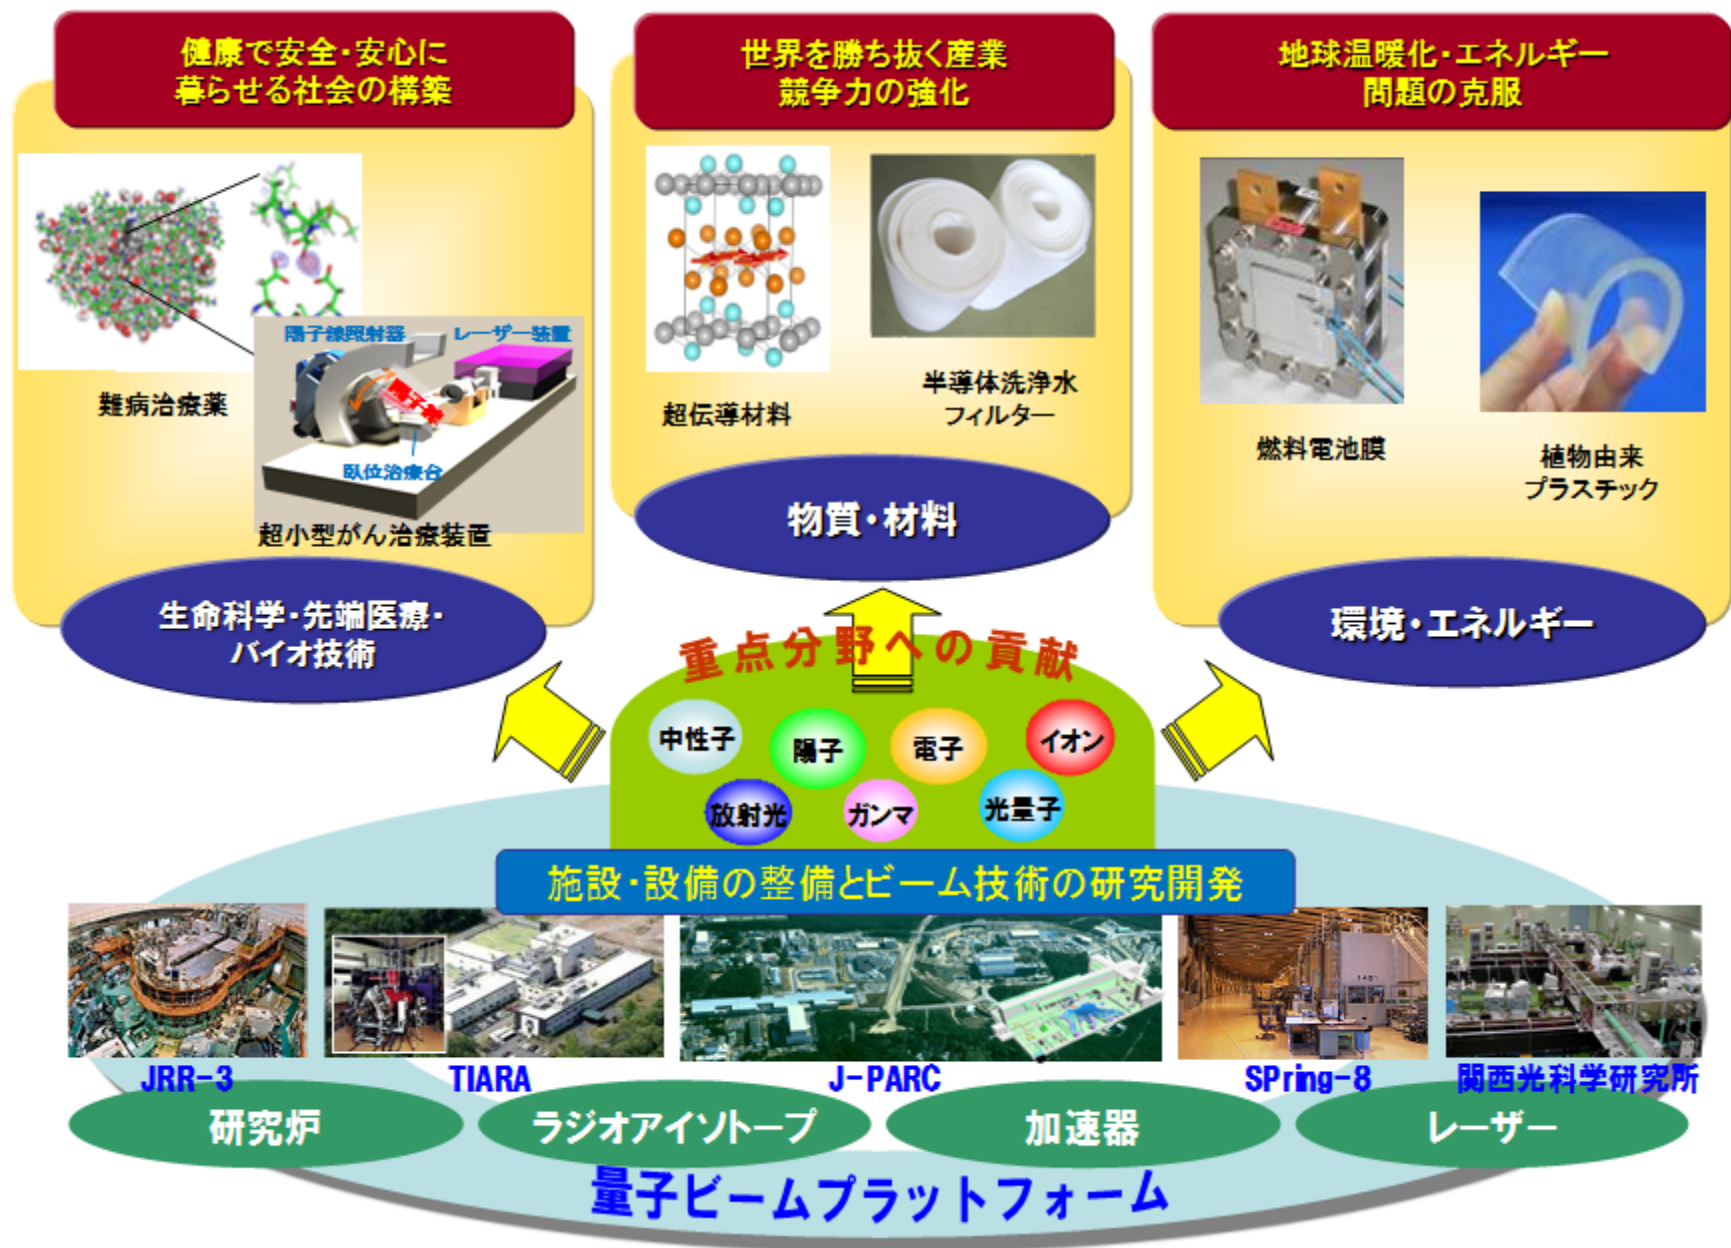 健康で安全・安心に
暮らせる社会の構築
世界を勝ち抜く産業
競争力の強化
地球温暖化・エネルギー
問題の克服
難病治療薬
陽子線照射器
レーザー装置
陽子線
臥位治療台
超小型がん治療装置
超伝導材料
半導体洗浄水
フィルター
燃料電池膜
植物由来
プラスチック
生命科学・先端医療・
バイオ技術
物質・材料
環境・エネルギー
重点分野への貢献
中性子
陽子
電子
イオン
放射光
ガンマ
光量子
施設・設備の整備とビーム技術の研究開発
JRR-3
TIARA
J-PARC
SPring-8
関西光科学研究所
研究炉
ラジオアイソトープ
加速器
レーザー
量子ビームプラットフォーム